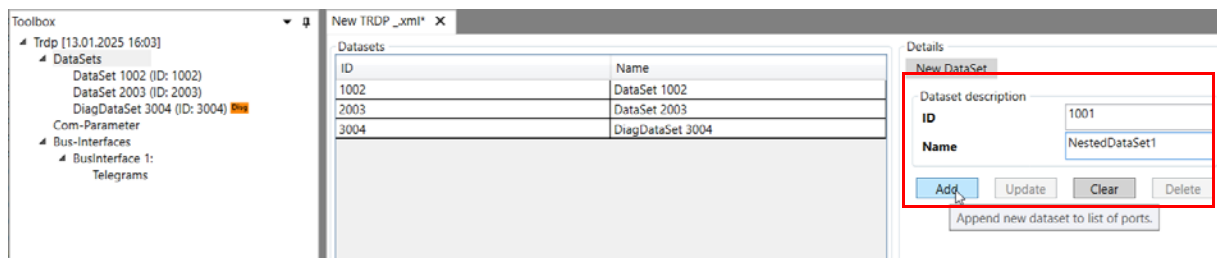 Toolbox
Trdp [13.01.2025 16:03]
DataSets
DataSet 1002 (ID: 1002)
DataSet 2003 (ID: 2003)
DiagDataSet 3004 (ID: 3004) Diag
Com-Parameter
Bus-Interfaces
BusInterface 1:
Telegrams
New TRDP _.xml* X
Datasets
ID Name
1002 DataSet 1002
2003 DataSet 2003
3004 DiagDataSet 3004
Details
New DataSet
Dataset description
ID 1001
Name NestedDataSet1
Add Update Clear Delete
Append new dataset to list of ports.